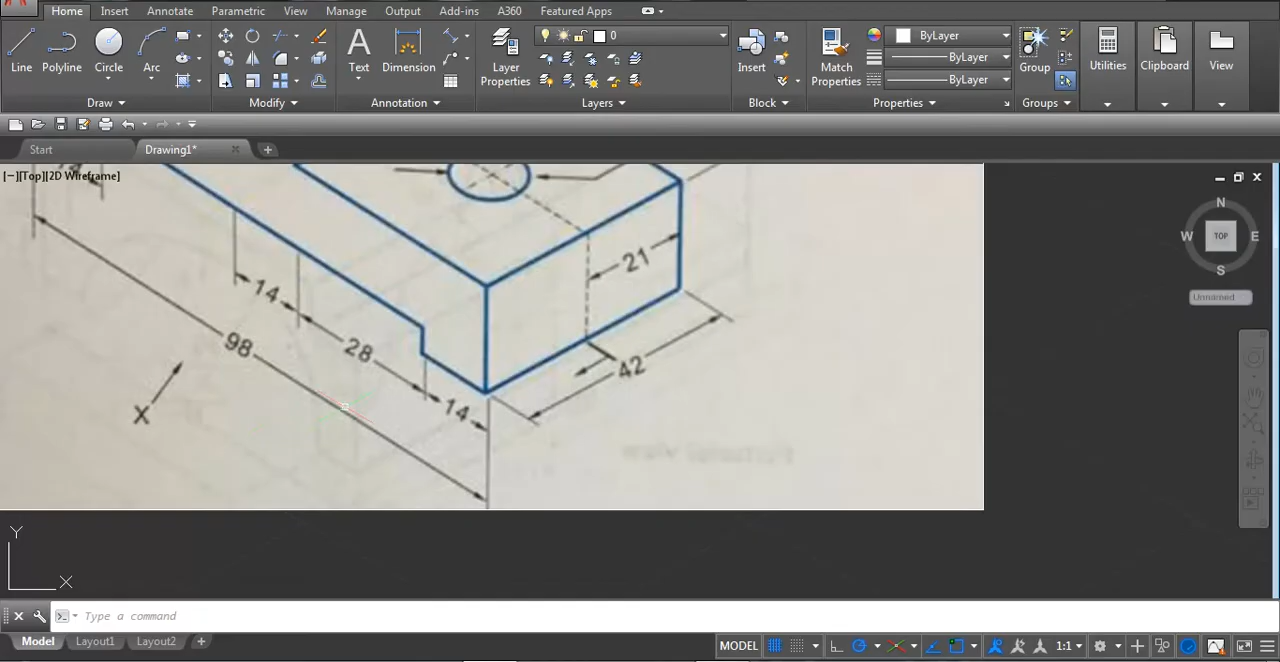 Home Insert Annotate Parametric View Manage Output Add-ins A360 Featured Apps
Line Polyline Circle Arc
Text Dimension
Layer Properties
0
Insert
Match Properties
ByLayer
ByLayer
ByLayer
Group
Utilities
Clipboard
View
Draw Modify Annotation Layers Block Properties Groups
Start Drawing1* +
[−][Top][2D Wireframe]
N
W TOP E
S
Unnamed
21
14
28
98
42
14
X
Y
X
Type a command
Model Layout1 Layout2 +
MODEL 1:1